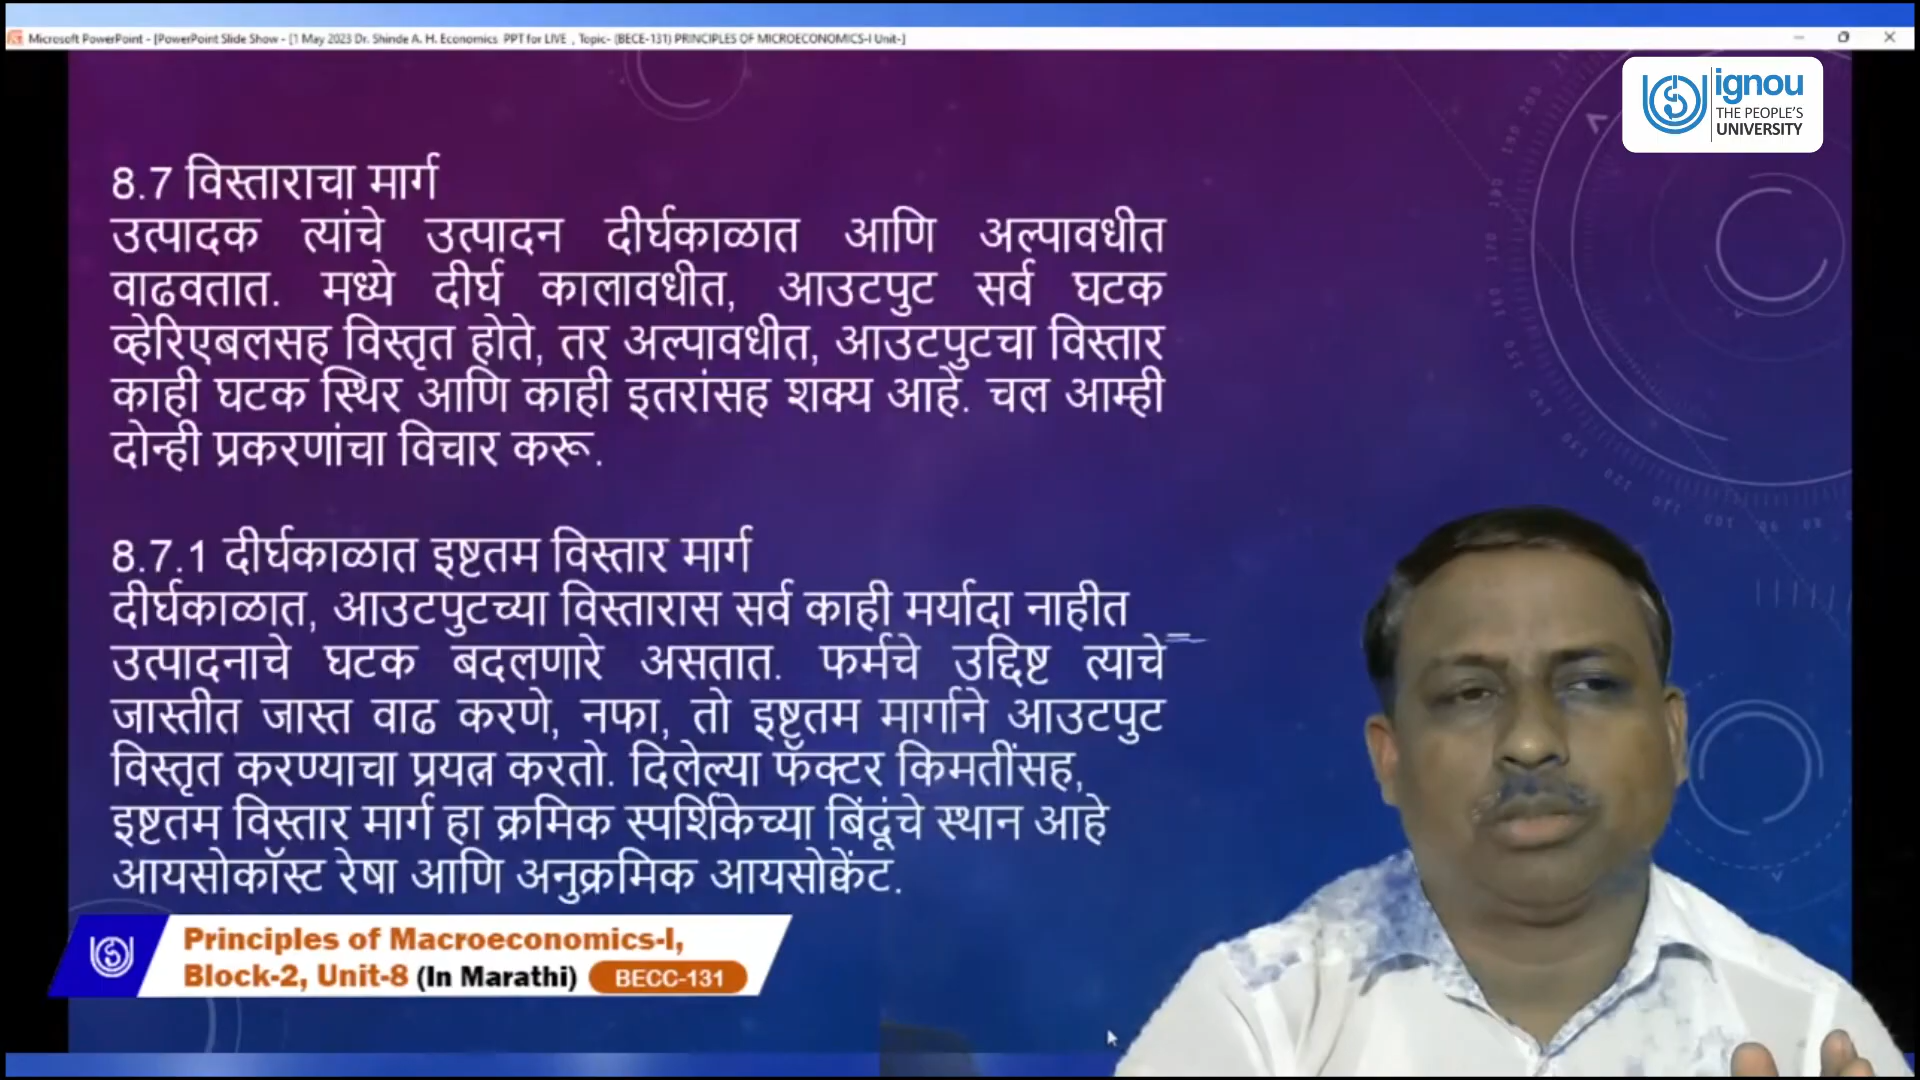 Microsoft PowerPoint - [PowerPoint Slide Show - [1 May 2023 Dr. Shinde A. H. Economics PPT for LIVE , Topic- (BECE-131) PRINCIPLES OF MICROECONOMICS-I Unit-]
ignou
THE PEOPLE'S
UNIVERSITY
8.7 विस्ताराचा मार्ग
उत्पादक त्यांचे उत्पादन दीर्घकाळात आणि अल्पावधीत
वाढवतात. मध्ये दीर्घ कालावधीत, आउटपुट सर्व घटक
व्हेरिएबलसह विस्तृत होते, तर अल्पावधीत, आउटपुटचा विस्तार
काही घटक स्थिर आणि काही इतरांसह शक्य आहे. चल आम्ही
दोन्ही प्रकरणांचा विचार करू.
8.7.1 दीर्घकाळात इष्टतम विस्तार मार्ग
दीर्घकाळात, आउटपुटच्या विस्तारास सर्व काही मर्यादा नाहीत
उत्पादनाचे घटक बदलणारे असतात. फर्मचे उद्दिष्ट त्याचे
जास्तीत जास्त वाढ करणे, नफा, तो इष्टतम मार्गाने आउटपुट
विस्तृत करण्याचा प्रयत्न करतो. दिलेल्या फॅक्टर किमतींसह,
इष्टतम विस्तार मार्ग हा क्रमिक स्पर्शिकेच्या बिंदूंचे स्थान आहे
आयसोकॉस्ट रेषा आणि अनुक्रमिक आयसोक्वेंट.
Principles of Macroeconomics-I,
Block-2, Unit-8 (In Marathi) BECC-131